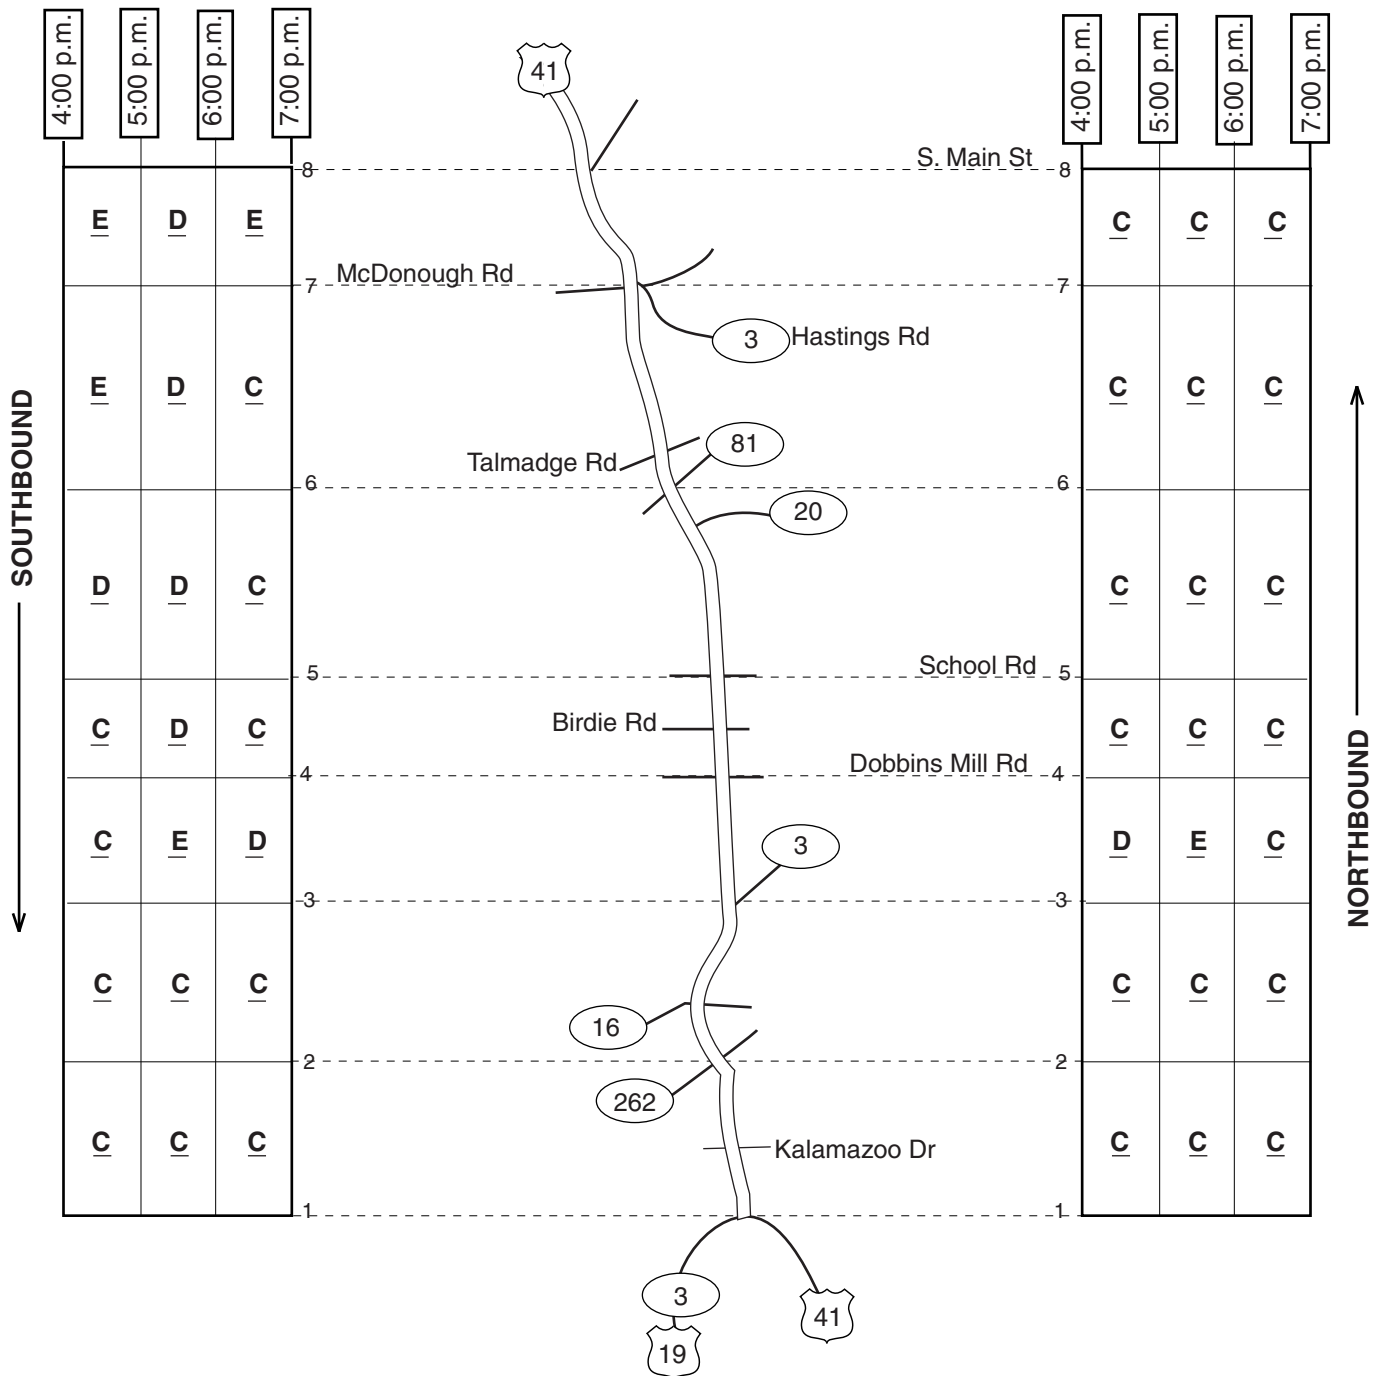 4:00 p.m. 5:00 p.m. 6:00 p.m. 7:00 p.m.
41
4:00 p.m. 5:00 p.m. 6:00 p.m. 7:00 p.m.
8 S. Main St 8
E D E C C C
7 McDonough Rd 7
3 Hastings Rd
E D C C C C
81
Talmadge Rd
6 6
20
D D C C C C
5 School Rd 5
Birdie Rd
C D C C C C
4 Dobbins Mill Rd 4
C E D 3 D E C
3 3
C C C C C C
16
2 2
262
C C C Kalamazoo Dr C C C
1 1
3
41
19
SOUTHBOUND
NORTHBOUND